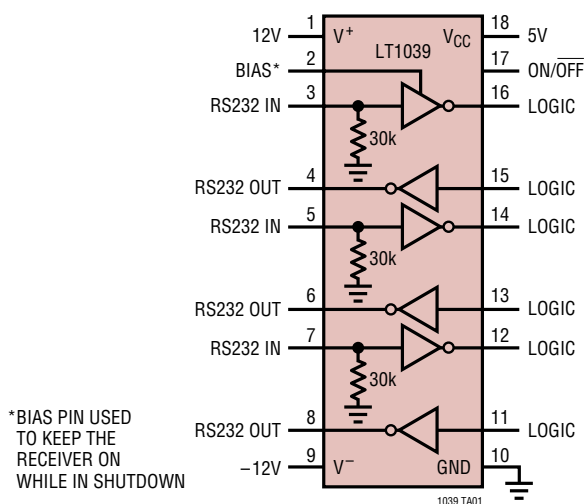 1 18
12V V⁺ V_CC 5V
LT1039
2 17
BIAS* ON/O̅F̅F̅
3 16
RS232 IN LOGIC
30k
4 15
RS232 OUT LOGIC
5 14
RS232 IN LOGIC
30k
6 13
RS232 OUT LOGIC
7 12
RS232 IN LOGIC
30k
8 11
RS232 OUT LOGIC
9 10
–12V V⁻ GND
*BIAS PIN USED
TO KEEP THE
RECEIVER ON
WHILE IN SHUTDOWN
1039 TA01